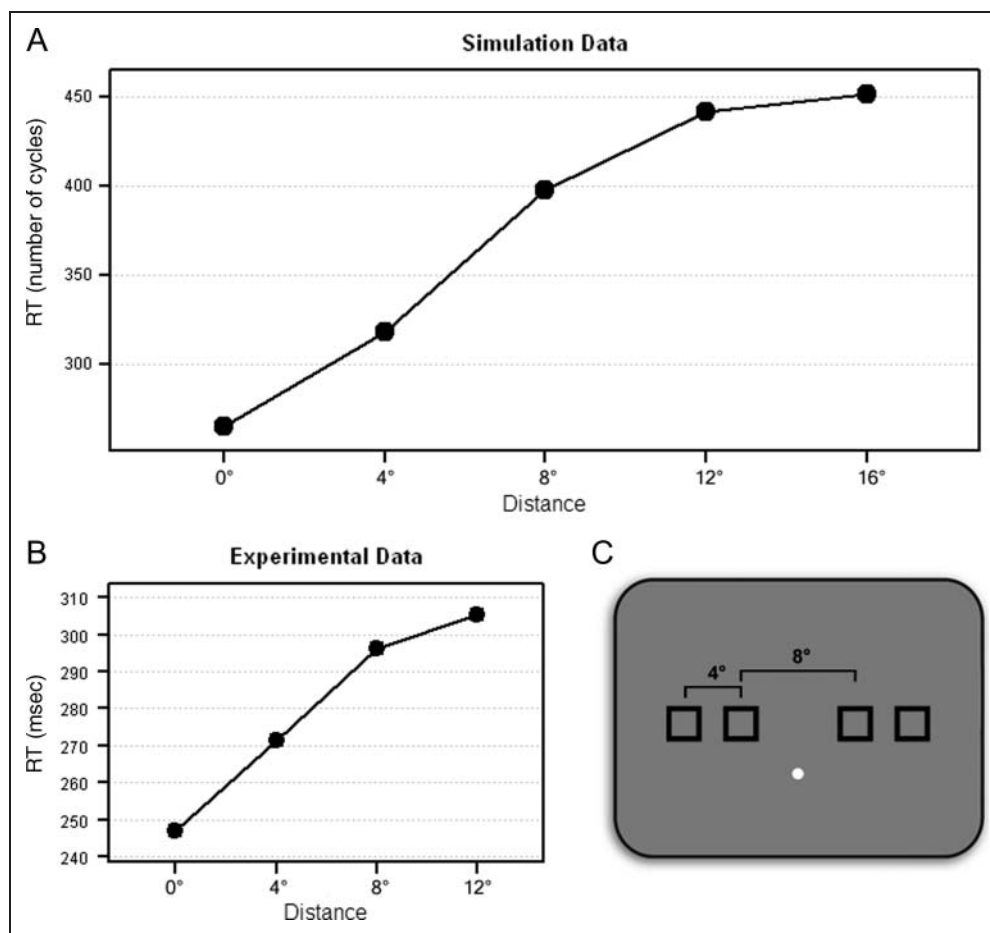 A
Simulation Data
RT (number of cycles)
450
400
350
300
0° 4° 8° 12° 16°
Distance
B
Experimental Data
RT (msec)
310
300
290
280
270
260
250
240
0° 4° 8° 12°
Distance
C
4° 8°